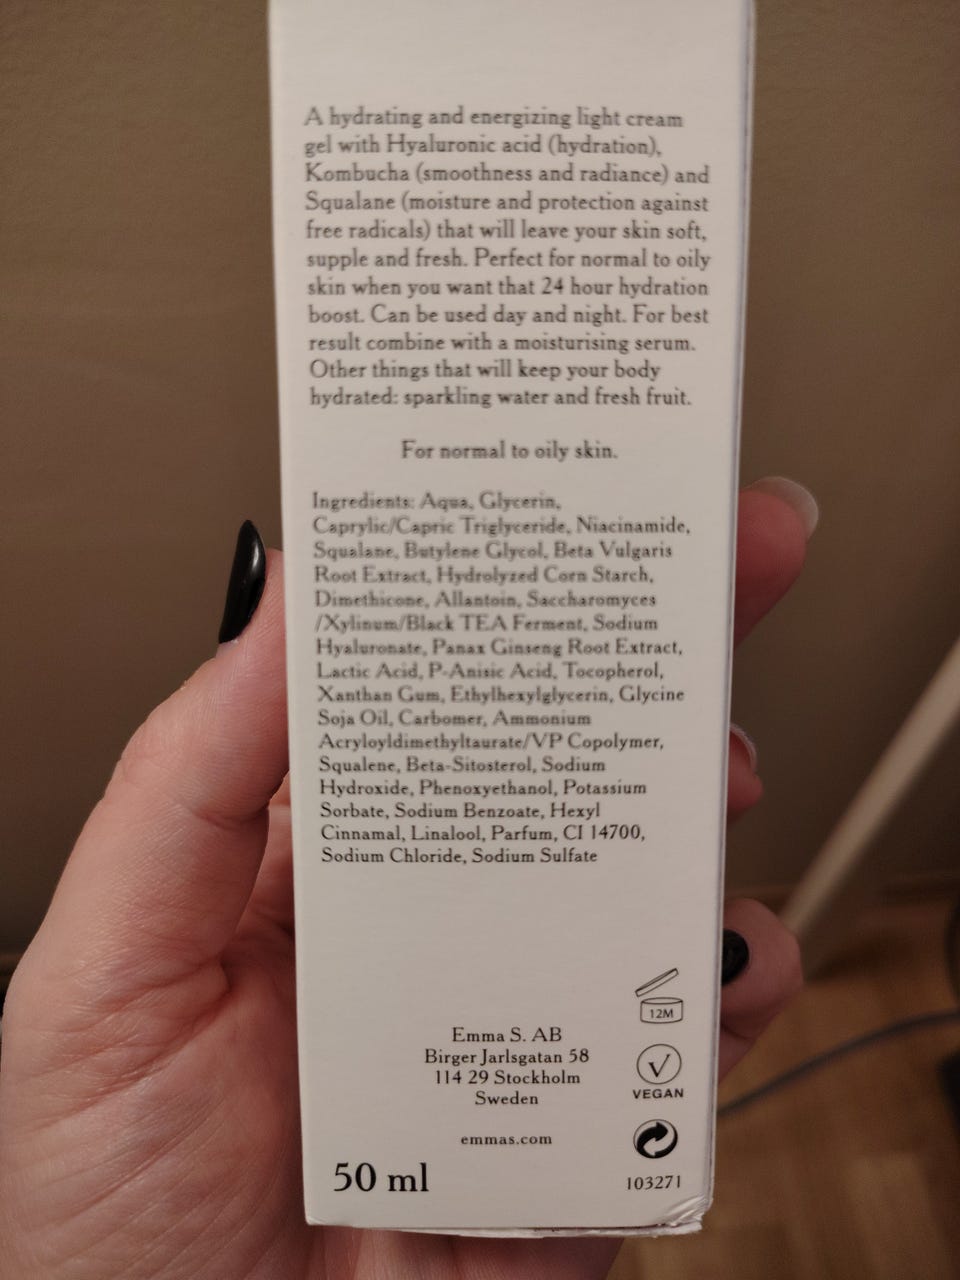 A hydrating and energizing light cream
gel with Hyaluronic acid (hydration),
Kombucha (smoothness and radiance) and
Squalane (moisture and protection against
free radicals) that will leave your skin soft,
supple and fresh. Perfect for normal to oily
skin when you want that 24 hour hydration
boost. Can be used day and night. For best
result combine with a moisturising serum.
Other things that will keep your body
hydrated: sparkling water and fresh fruit.
For normal to oily skin.
Ingredients: Aqua, Glycerin,
Caprylic/Capric Triglyceride, Niacinamide,
Squalane, Butylene Glycol, Beta Vulgaris
Root Extract, Hydrolyzed Corn Starch,
Dimethicone, Allantoin, Saccharomyces
/Xylinum/Black TEA Ferment, Sodium
Hyaluronate, Panax Ginseng Root Extract,
Lactic Acid, P-Anisic Acid, Tocopherol,
Xanthan Gum, Ethylhexylglycerin, Glycine
Soja Oil, Carbomer, Ammonium
Acryloyldimethyltaurate/VP Copolymer,
Squalene, Beta-Sitosterol, Sodium
Hydroxide, Phenoxyethanol, Potassium
Sorbate, Sodium Benzoate, Hexyl
Cinnamal, Linalool, Parfum, CI 14700,
Sodium Chloride, Sodium Sulfate
12M
Emma S. AB
Birger Jarlsgatan 58
114 29 Stockholm
Sweden
VEGAN
emmas.com
50 ml
103271